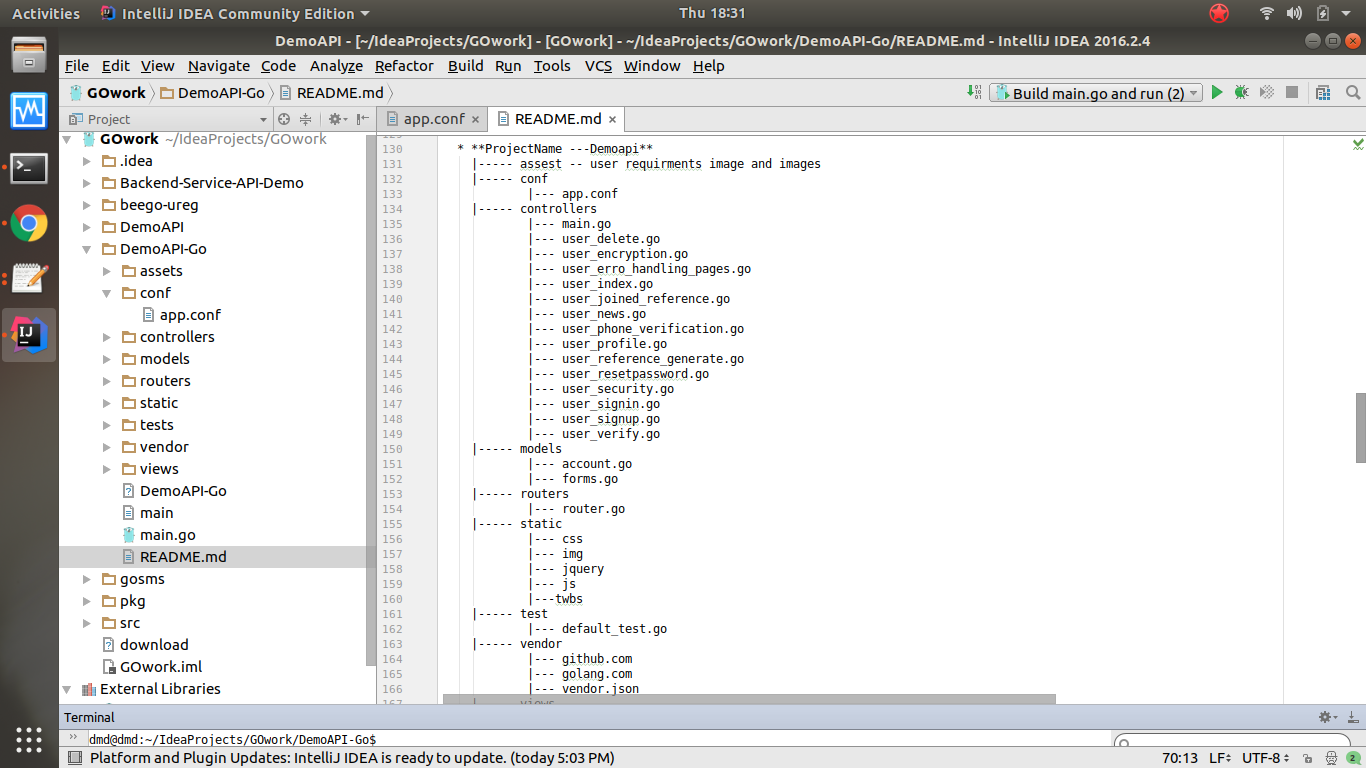 Activities
IntelliJ IDEA Community Edition
Thu 18:31
DemoAPI - [~/IdeaProjects/GOwork] - [GOwork] - ~/IdeaProjects/GOwork/DemoAPI-Go/README.md - IntelliJ IDEA 2016.2.4
File Edit View Navigate Code Analyze Refactor Build Run Tools VCS Window Help
GOwork DemoAPI-Go README.md
Build main.go and run (2)
Project
app.conf
README.md
GOwork ~/IdeaProjects/GOwork
.idea
Backend-Service-API-Demo
beego-ureg
DemoAPI
DemoAPI-Go
assets
conf
app.conf
controllers
models
routers
static
tests
vendor
views
DemoAPI-Go
main
main.go
README.md
gosms
pkg
src
download
GOwork.iml
External Libraries
130 * **ProjectName ---Demoapi**
131 |----- assest -- user requirments image and images
132 |----- conf
133 |--- app.conf
134 |----- controllers
135 |--- main.go
136 |--- user_delete.go
137 |--- user_encryption.go
138 |--- user_erro_handling_pages.go
139 |--- user_index.go
140 |--- user_joined_reference.go
141 |--- user_news.go
142 |--- user_phone_verification.go
143 |--- user_profile.go
144 |--- user_reference_generate.go
145 |--- user_resetpassword.go
146 |--- user_security.go
147 |--- user_signin.go
148 |--- user_signup.go
149 |--- user_verify.go
150 |----- models
151 |--- account.go
152 |--- forms.go
153 |----- routers
154 |--- router.go
155 |----- static
156 |--- css
157 |--- img
158 |--- jquery
159 |--- js
160 |---twbs
161 |----- test
162 |--- default_test.go
163 |----- vendor
164 |--- github.com
165 |--- golang.com
166 |--- vendor.json
Terminal
dmd@dmd:~/IdeaProjects/GOwork/DemoAPI-Go$
Platform and Plugin Updates: IntelliJ IDEA is ready to update. (today 5:03 PM)
70:13 LF UTF-8 2